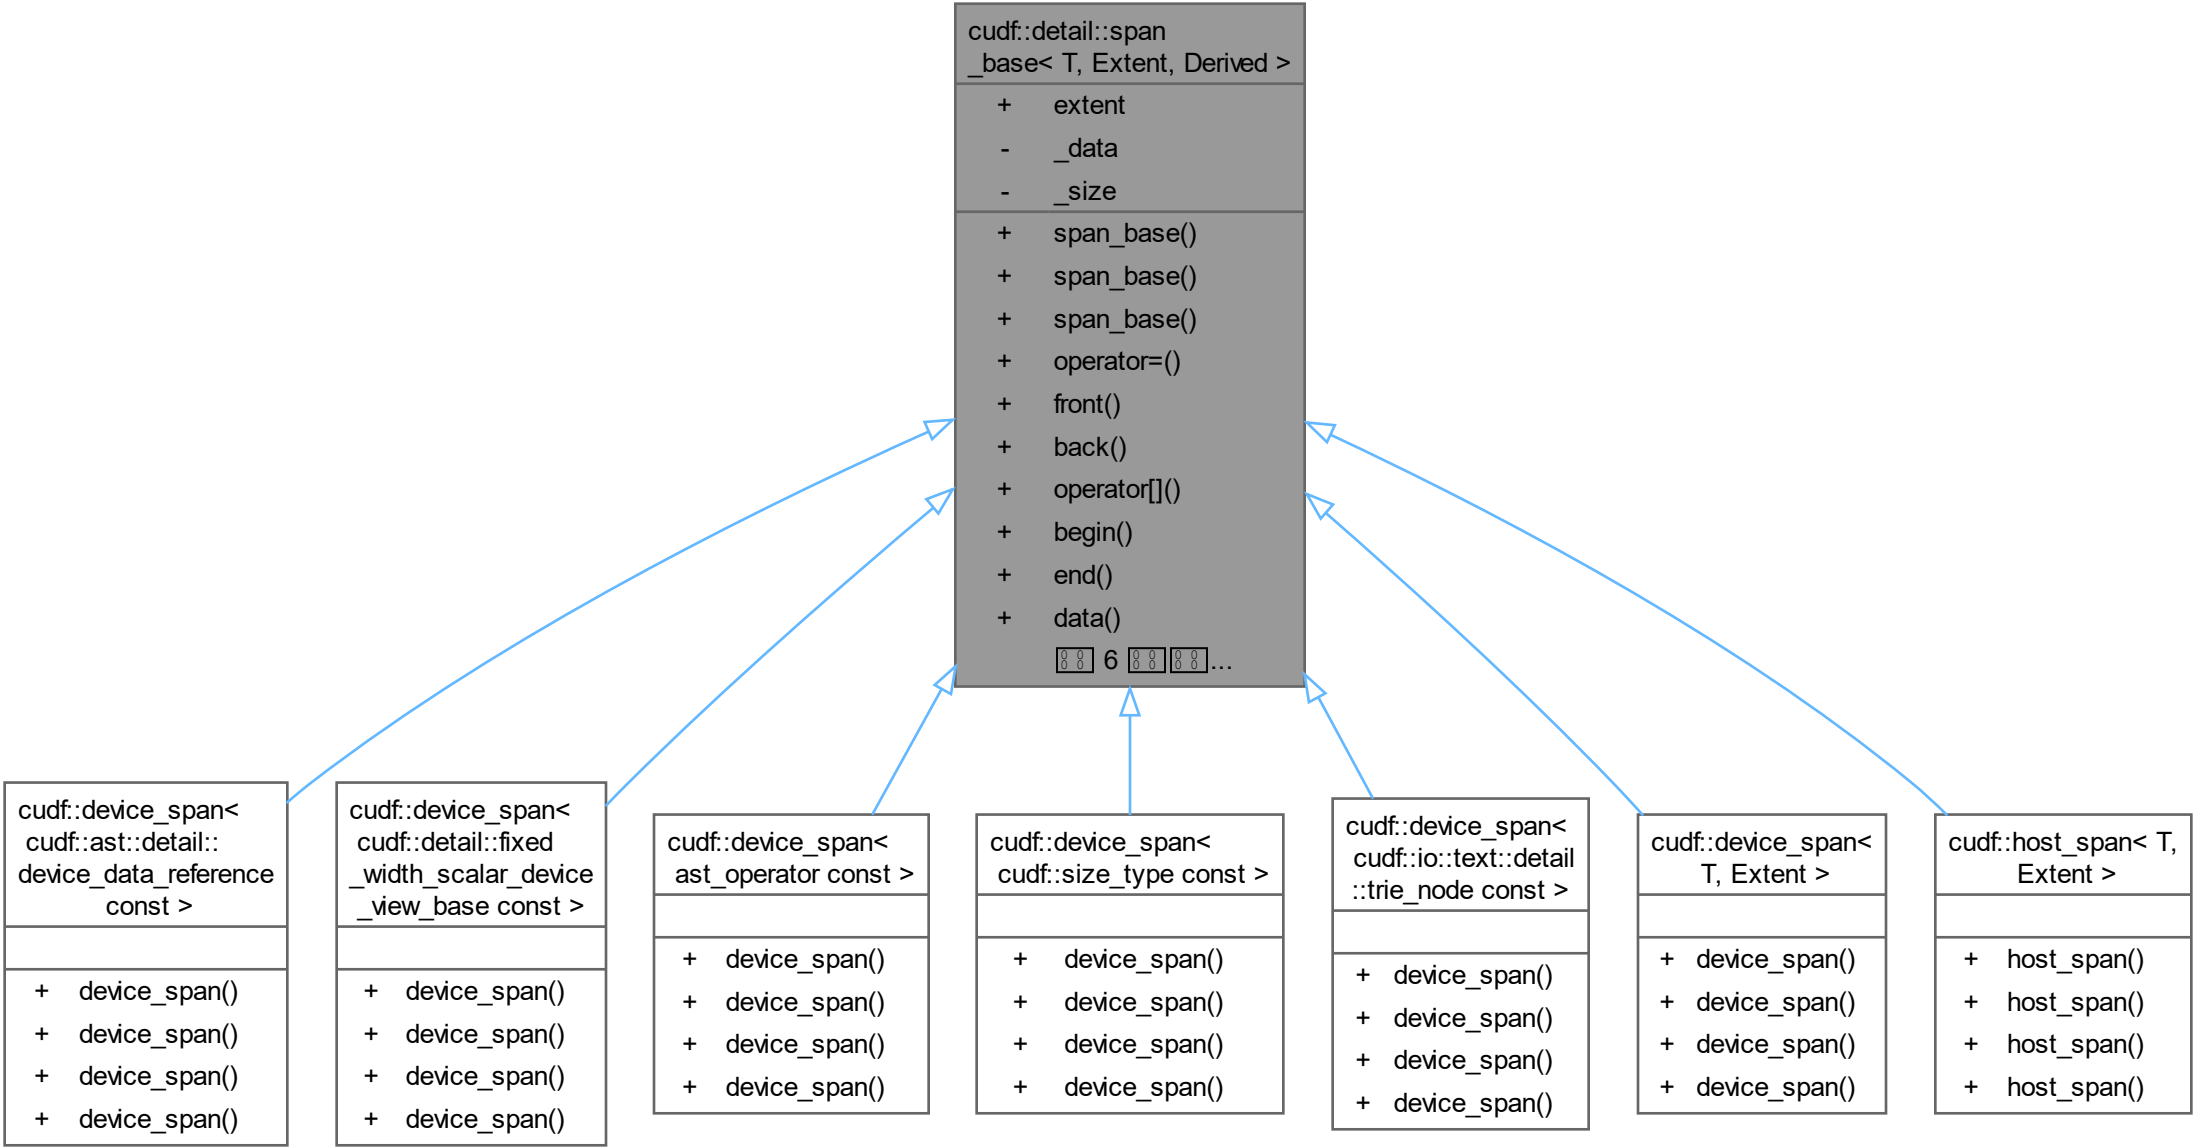 cudf::detail::span
_base< T, Extent, Derived >
+ extent
- _data
- _size
+ span_base()
+ span_base()
+ span_base()
+ operator=()
+ front()
+ back()
+ operator[]()
+ begin()
+ end()
+ data()
6 ...
cudf::device_span<
cudf::ast::detail::
device_data_reference
const >
+ device_span()
+ device_span()
+ device_span()
+ device_span()
cudf::device_span<
cudf::detail::fixed
_width_scalar_device
_view_base const >
+ device_span()
+ device_span()
+ device_span()
+ device_span()
cudf::device_span<
ast_operator const >
+ device_span()
+ device_span()
+ device_span()
+ device_span()
cudf::device_span<
cudf::size_type const >
+ device_span()
+ device_span()
+ device_span()
+ device_span()
cudf::device_span<
cudf::io::text::detail
::trie_node const >
+ device_span()
+ device_span()
+ device_span()
+ device_span()
cudf::device_span<
T, Extent >
+ device_span()
+ device_span()
+ device_span()
+ device_span()
cudf::host_span< T,
Extent >
+ host_span()
+ host_span()
+ host_span()
+ host_span()